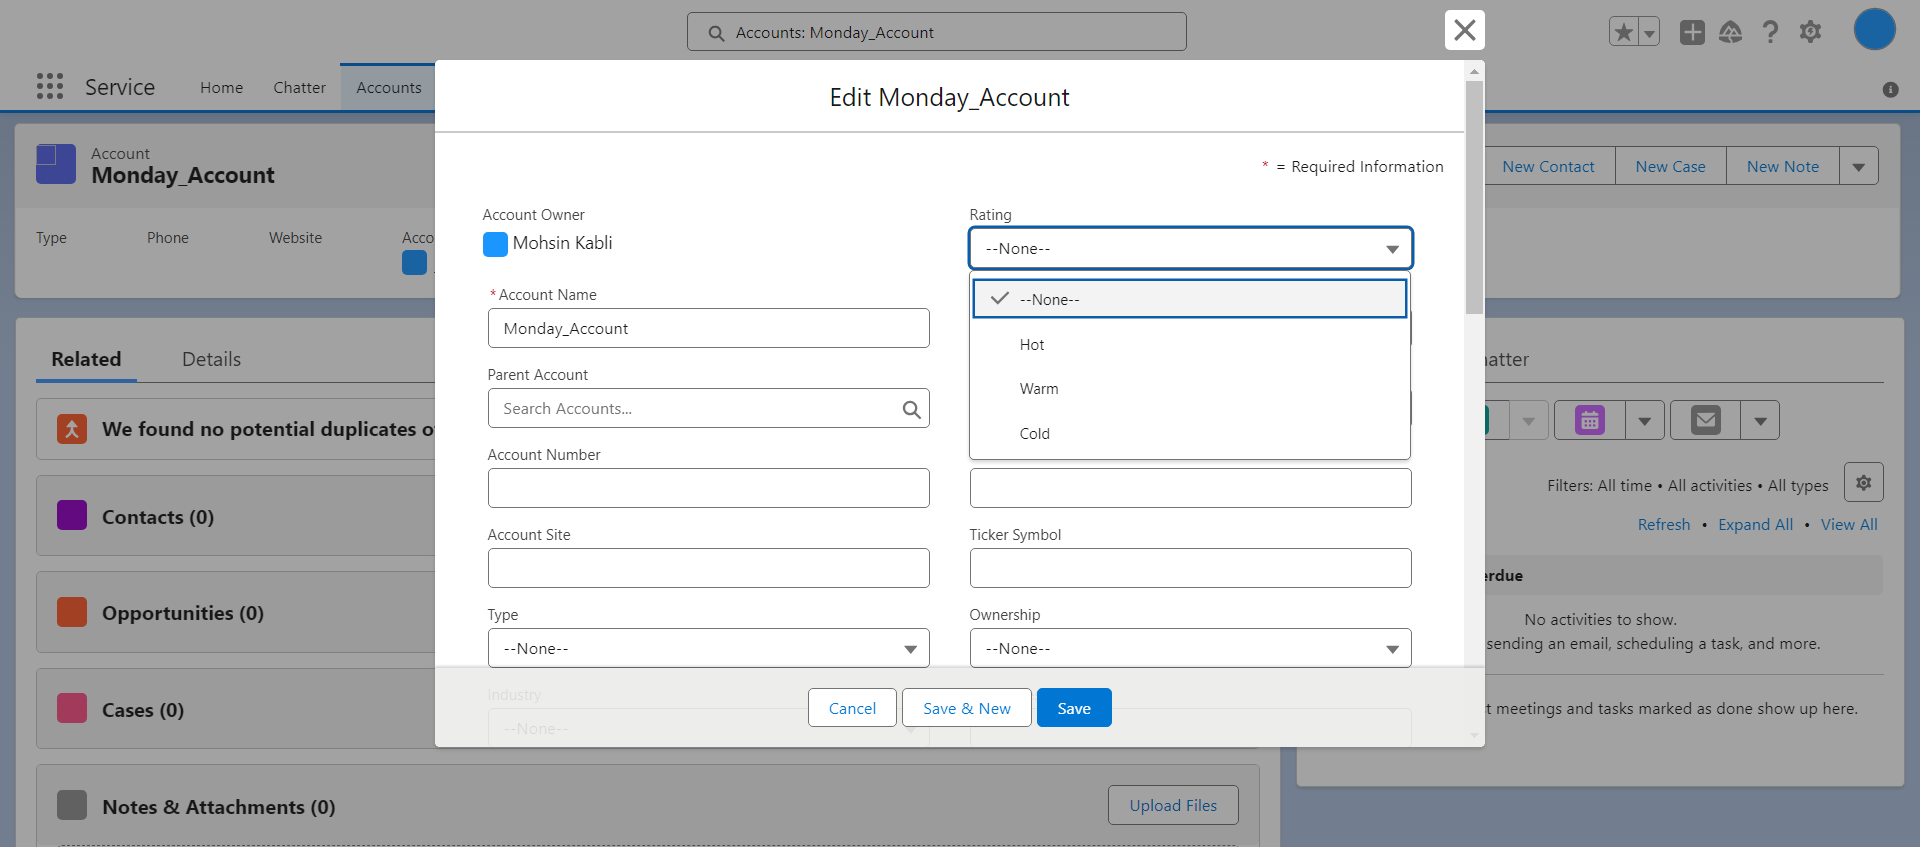 Accounts: Monday_Account
Service
Home
Chatter
Accounts
Edit Monday_Account
* = Required Information
Account
Monday_Account
New Contact
New Case
New Note
Type
Phone
Website
Acco
Account Owner
Mohsin Kabli
Rating
--None--
--None--
Hot
Warm
Cold
*Account Name
Monday_Account
Parent Account
Search Accounts...
Account Number
Account Site
Ticker Symbol
Type
--None--
Ownership
--None--
Industry
--None--
Cancel
Save & New
Save
Related
Details
We found no potential duplicates o
Contacts (0)
Opportunities (0)
Cases (0)
Notes & Attachments (0)
Upload Files
atter
Filters: All time • All activities • All types
Refresh • Expand All • View All
erdue
No activities to show.
sending an email, scheduling a task, and more.
t meetings and tasks marked as done show up here.